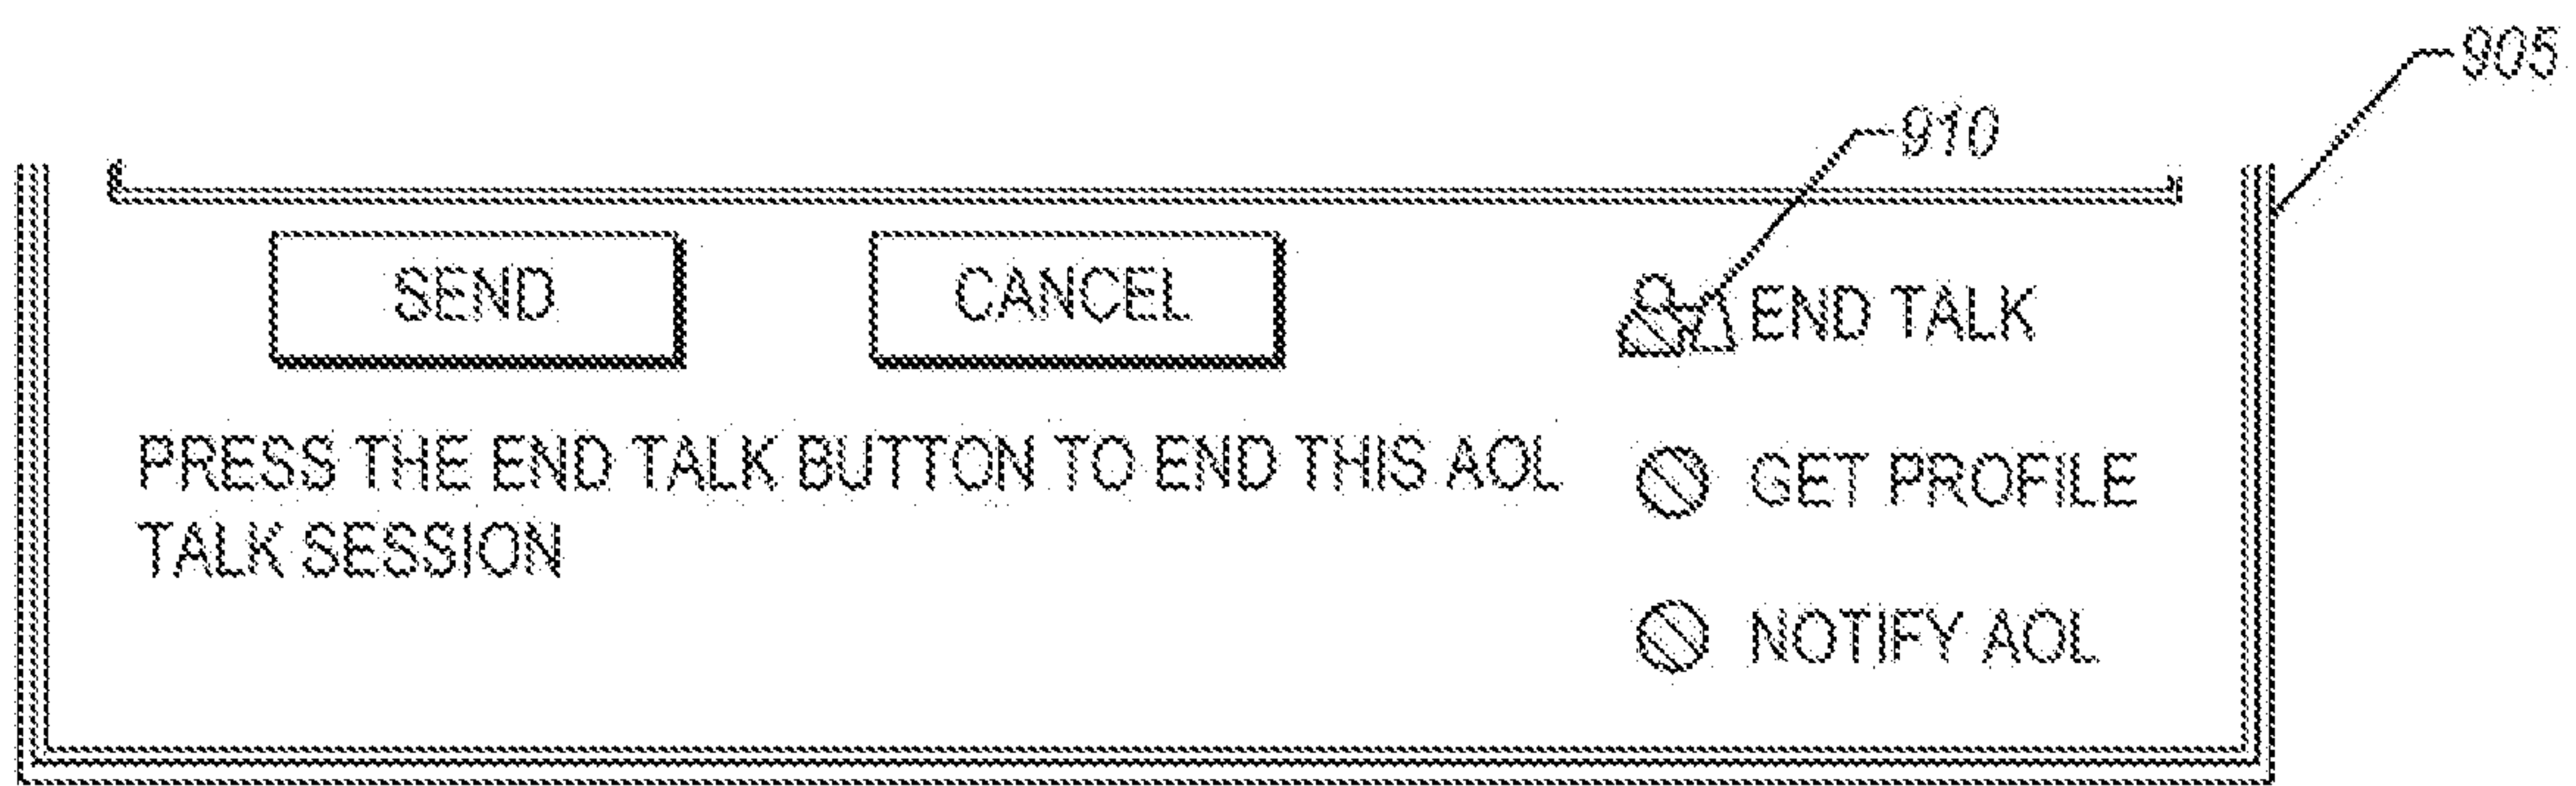 905
910
SEND CANCEL END TALK
PRESS THE END TALK BUTTON TO END THIS AOL
TALK SESSION
GET PROFILE
NOTIFY AOL